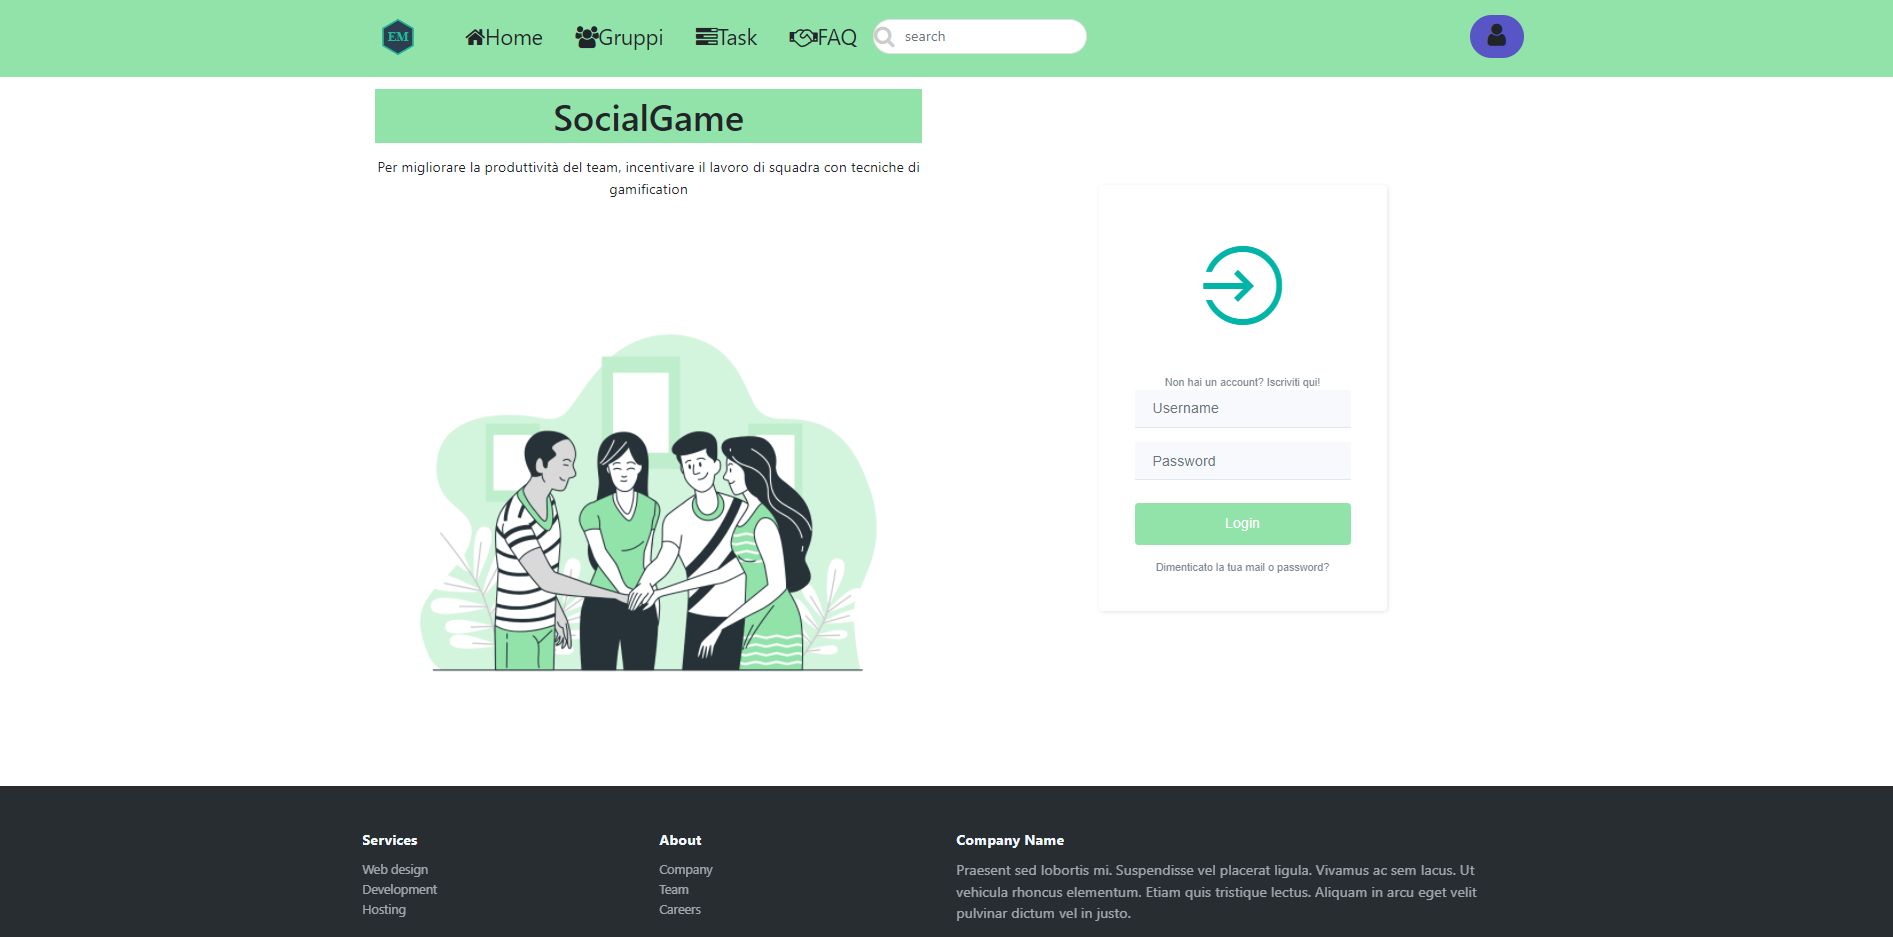 EM
Home
Gruppi
Task
FAQ
search
SocialGame
Per migliorare la produttività del team, incentivare il lavoro di squadra con tecniche di
gamification
Non hai un account? Iscriviti qui!
Username
Password
Login
Dimenticato la tua mail o password?
Services
Web design
Development
Hosting
About
Company
Team
Careers
Company Name
Praesent sed lobortis mi. Suspendisse vel placerat ligula. Vivamus ac sem lacus. Ut
vehicula rhoncus elementum. Etiam quis tristique lectus. Aliquam in arcu eget velit
pulvinar dictum vel in justo.